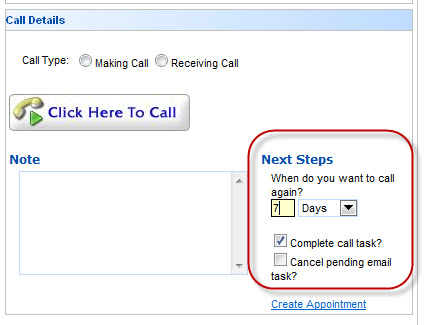 Call Details
Call Type: Making Call Receiving Call
Click Here To Call
Note
Next Steps
When do you want to call
again?
7 Days
Complete call task?
Cancel pending email
task?
Create Appointment